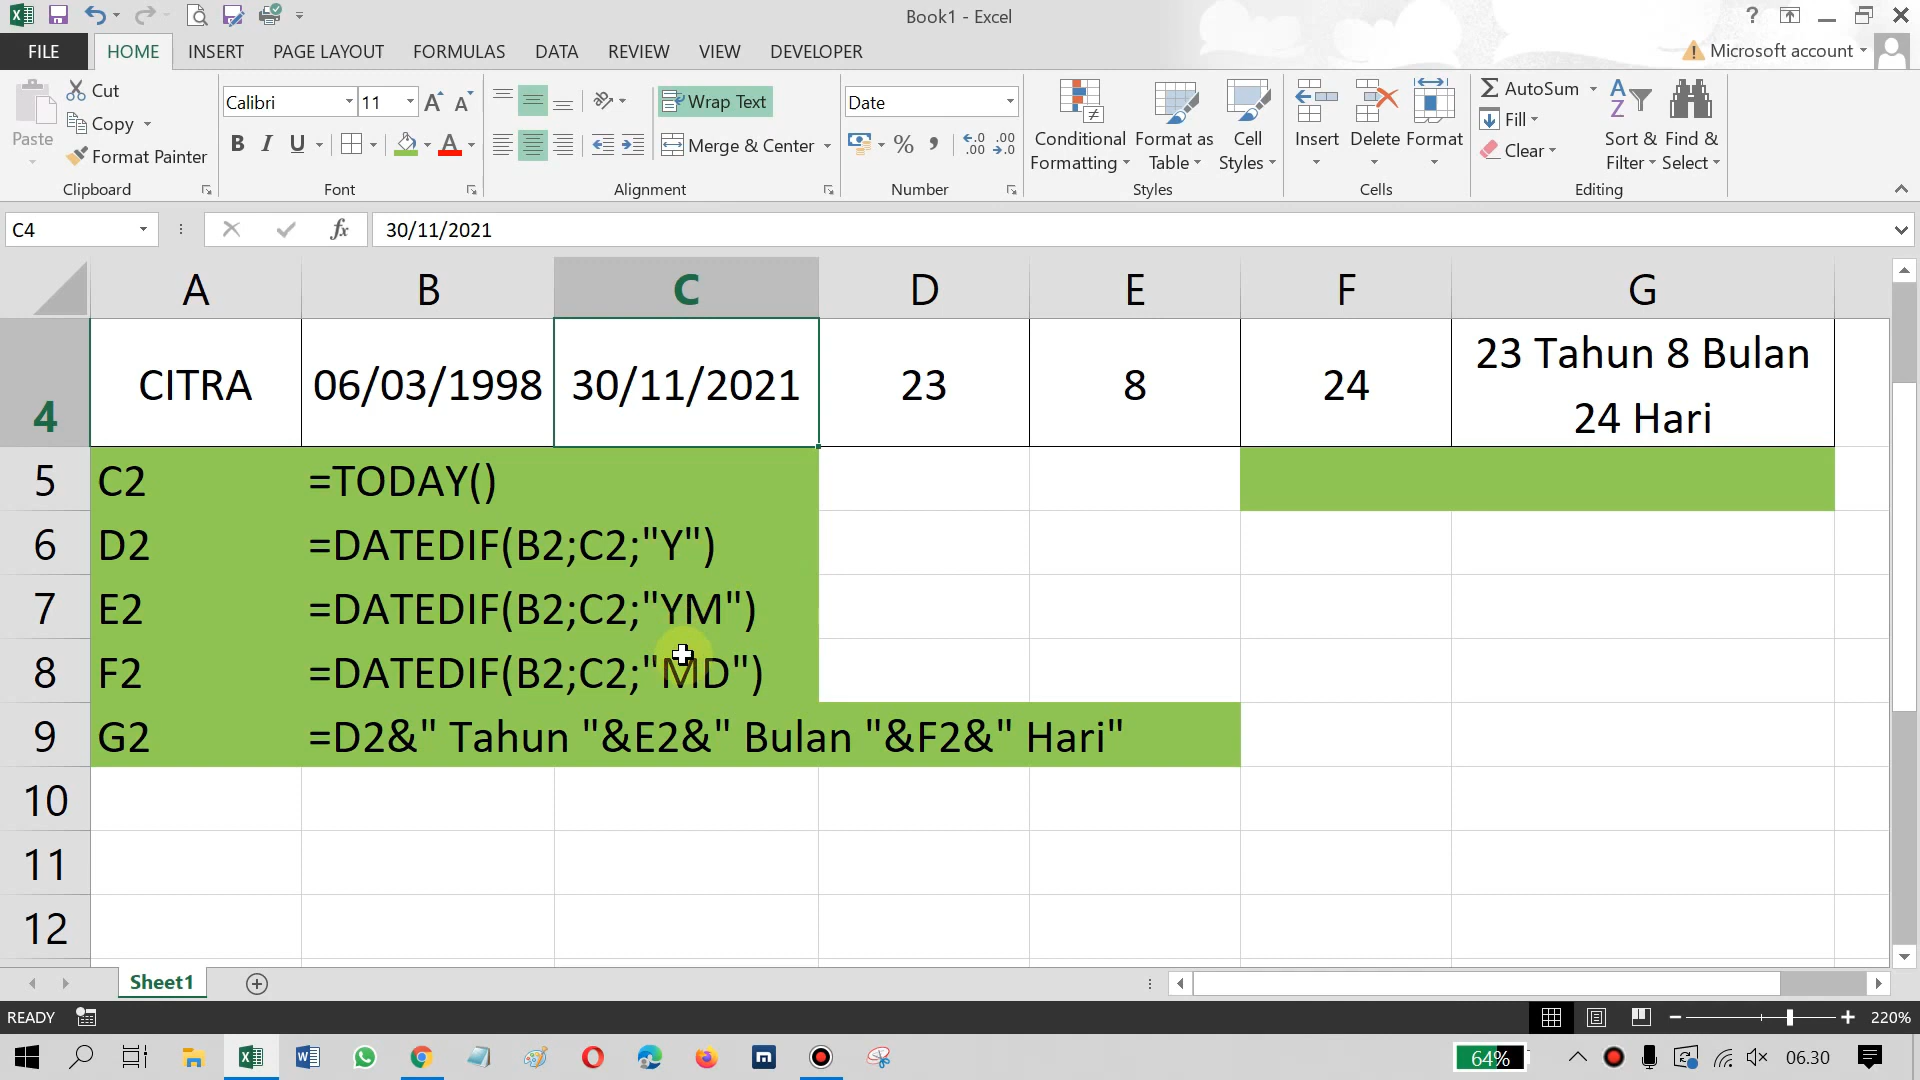 Book1 - Excel
?
FILE HOME INSERT PAGE LAYOUT FORMULAS DATA REVIEW VIEW DEVELOPER Microsoft account
Paste Cut
Copy
Format Painter
Clipboard
Calibri 11
B I U A
Font
Wrap Text
Merge & Center
Alignment
Date
% , .0 .00 .00 .0
Number
Conditional Formatting
Format as Table
Cell Styles
Styles
Insert Delete Format
Cells
AutoSum
Fill
Clear
Sort & Filter
Find & Select
Editing
C4 fx 30/11/2021
A B C D E F G
4 CITRA 06/03/1998 30/11/2021 23 8 24 23 Tahun 8 Bulan
24 Hari
5 C2 =TODAY()
6 D2 =DATEDIF(B2;C2;"Y")
7 E2 =DATEDIF(B2;C2;"YM")
8 F2 =DATEDIF(B2;C2;"MD")
9 G2 =D2&" Tahun "&E2&" Bulan "&F2&" Hari"
10
11
12
Sheet1
READY 220%
64% 06.30